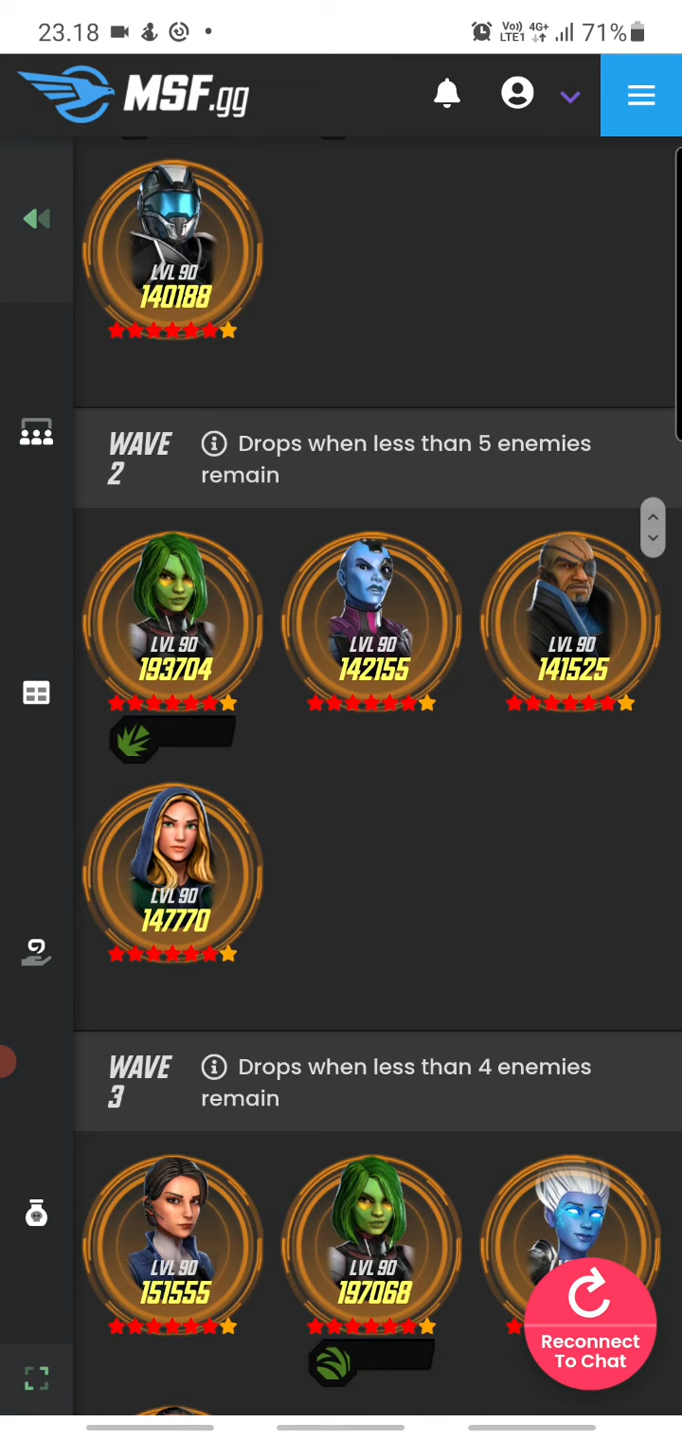 23.18
Vo) 4G+
LTE1
71%
MSF.gg
LVL 90
140188
WAVE
2
Drops when less than 5 enemies
remain
LVL 90
193704
LVL 90
142155
LVL 90
141525
LVL 90
147770
WAVE
3
Drops when less than 4 enemies
remain
LVL 90
151555
LVL 90
197068
Reconnect
To Chat